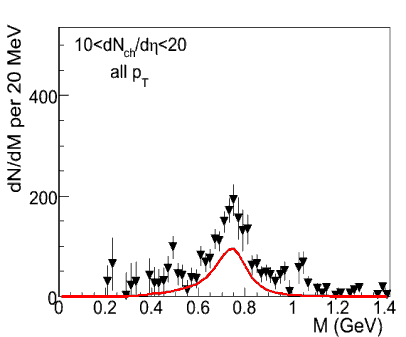 dN/dM per 20 MeV
10<dN_ch/dη<20
all p_T
400
200
0
0 0.2 0.4 0.6 0.8 1 1.2 1.4
M (GeV)